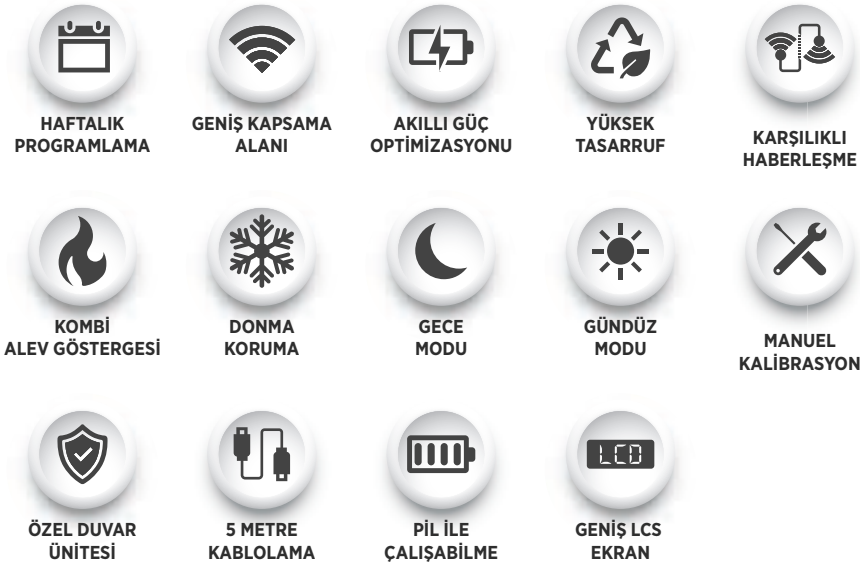 HAFTALIK
PROGRAMLAMA
GENİŞ KAPSAMA
ALANI
AKILLI GÜÇ
OPTİMİZASYONU
YÜKSEK
TASARRUF
KARŞILIKLI
HABERLEŞME
KOMBİ
ALEV GÖSTERGESİ
DONMA
KORUMA
GECE
MODU
GÜNDÜZ
MODU
MANUEL
KALİBRASYON
LCD
ÖZEL DUVAR
ÜNİTESİ
5 METRE
KABLOLAMA
PİL İLE
ÇALIŞABİLME
GENİŞ LCS
EKRAN